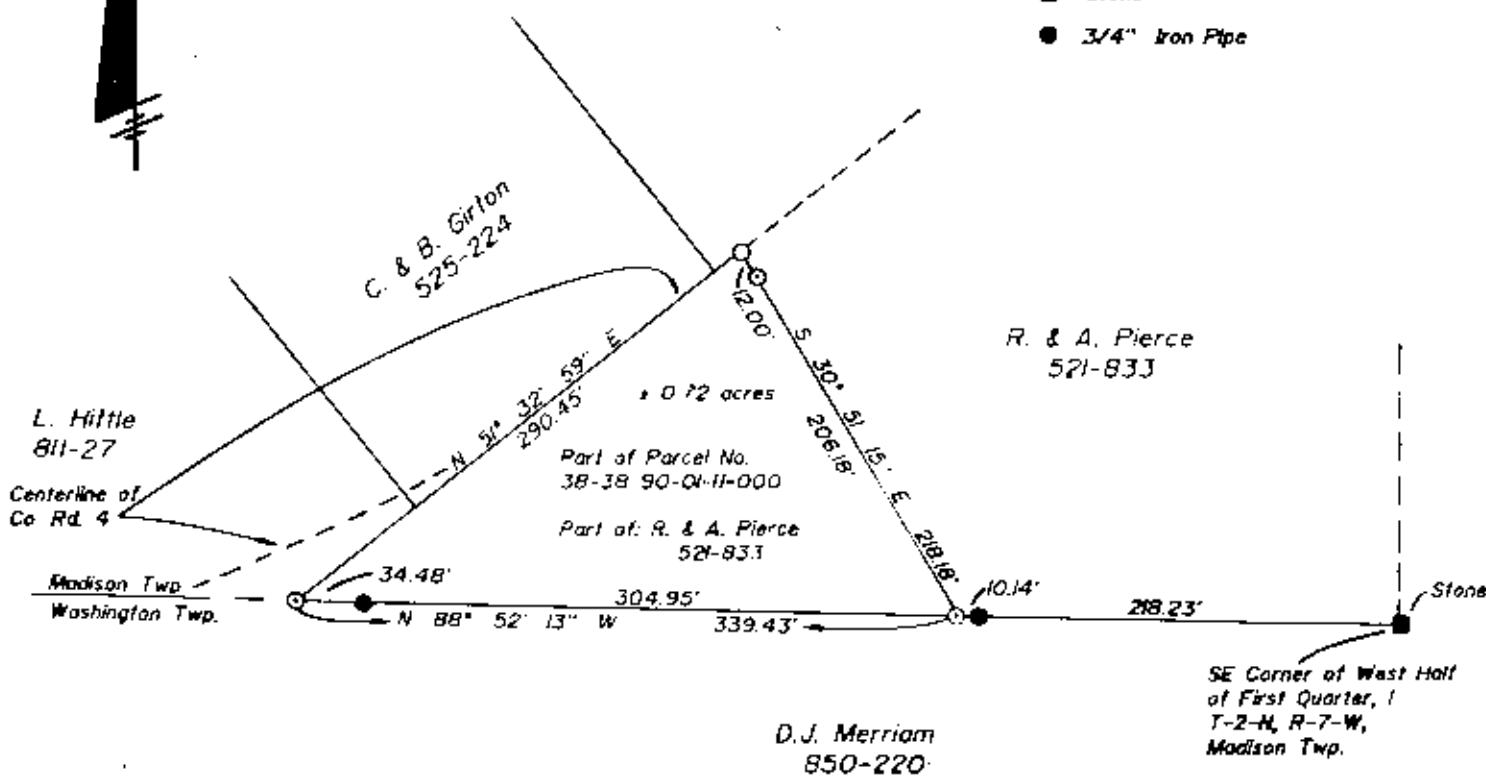 ● 3/4" Iron Pipe
C. & B. Girton
525-224
12.00'
R. & A. Pierce
521-833
S 30° 51 15' E
206.18'
218.18'
N 51° 32' 59" E
290.45'
± 0.72 acres
L. Hittle
811-27
Part of Parcel No.
38-38 90-01-11-000
Centerline of
Co Rd. 4
Part of: R. & A. Pierce
521-833
Madison Twp
Washington Twp.
34.48'
304.95'
10.14'
218.23'
Stone
N 88° 52' 13" W
339.43'
SE Corner of West Half
of First Quarter, 1
T-2-N, R-7-W,
Madison Twp.
D.J. Merriam
850-220